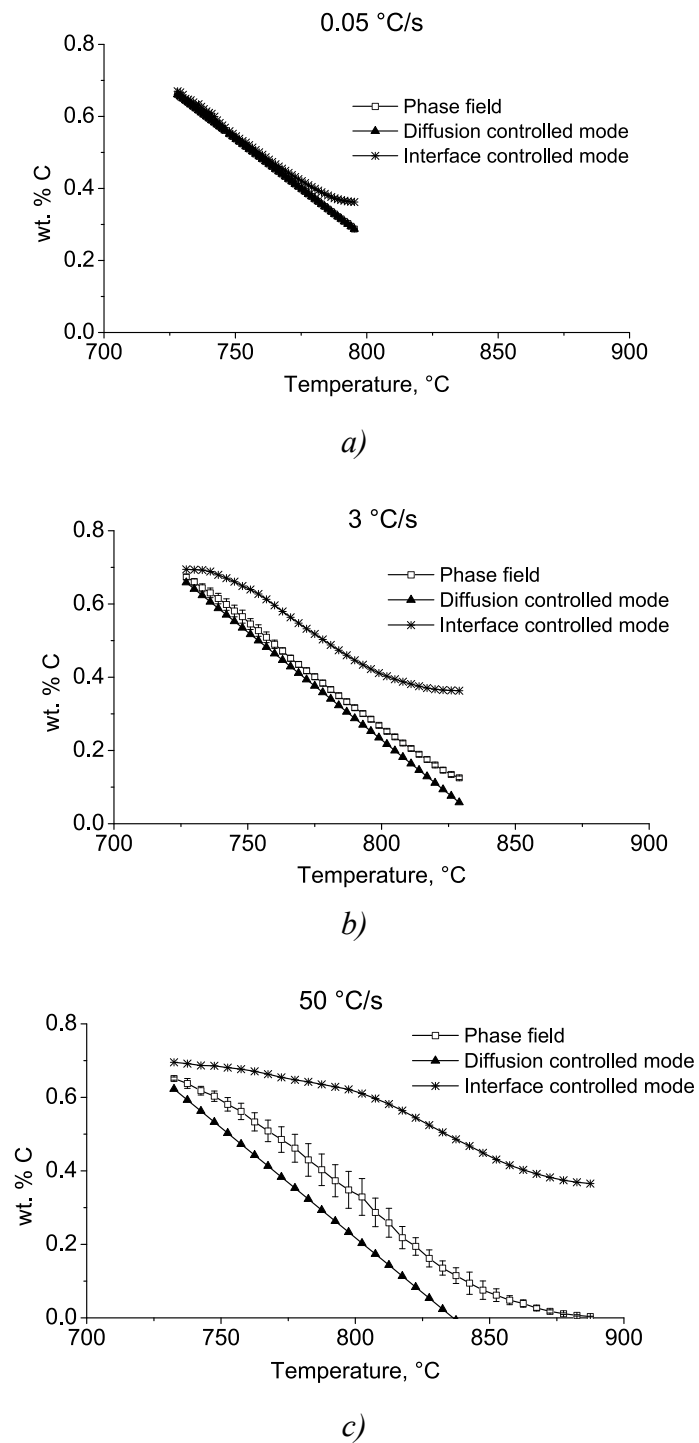 0.05 °C/s
0.8
0.6
0.4
0.2
0.0
wt. % C
Phase field
Diffusion controlled mode
Interface controlled mode
700 750 800 850 900
Temperature, °C
a)
3 °C/s
0.8
0.6
0.4
0.2
0.0
wt. % C
Phase field
Diffusion controlled mode
Interface controlled mode
700 750 800 850 900
Temperature, °C
b)
50 °C/s
0.8
0.6
0.4
0.2
0.0
wt. % C
Phase field
Diffusion controlled mode
Interface controlled mode
700 750 800 850 900
Temperature, °C
c)